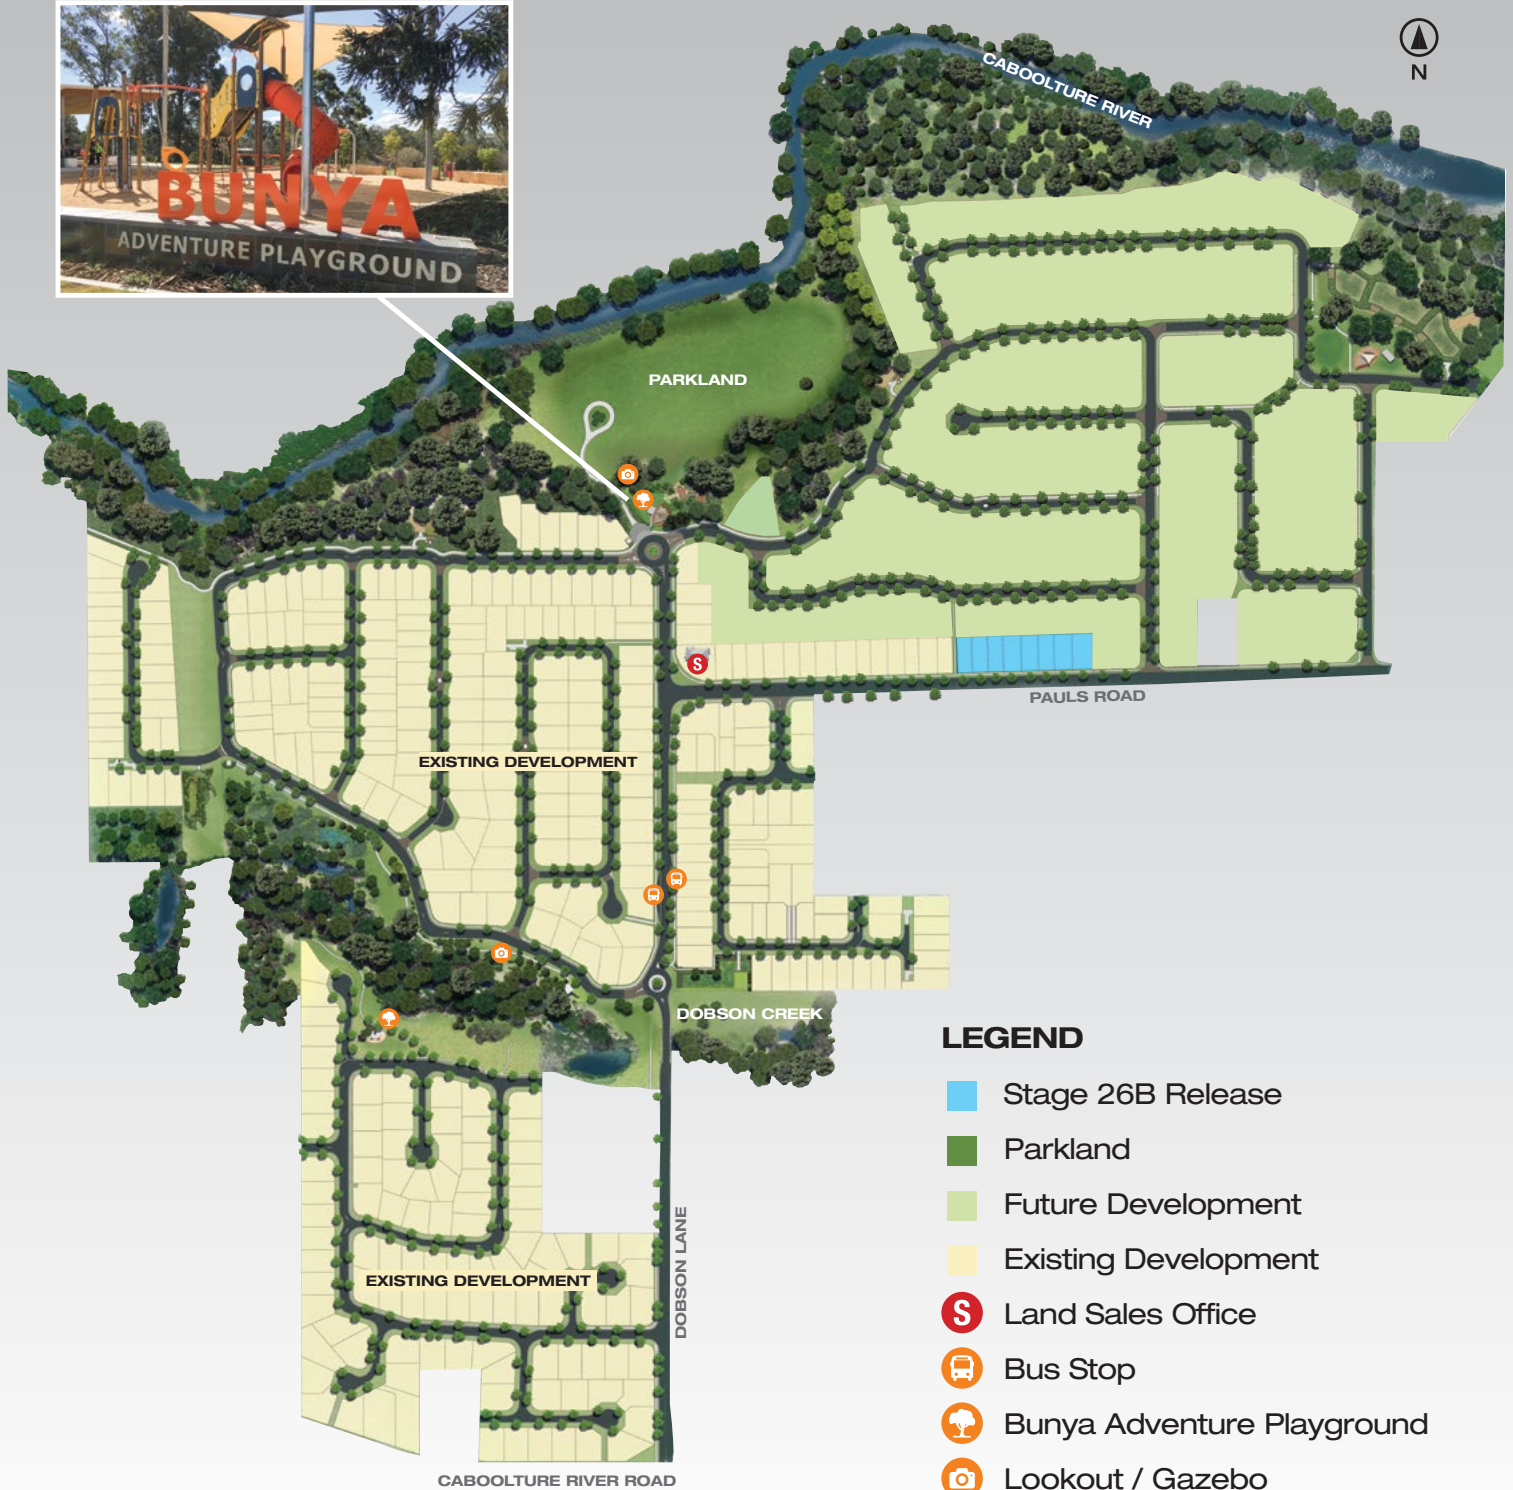 BUNYA
ADVENTURE PLAYGROUND
N
CABOOLTURE RIVER
PARKLAND
S
PAULS ROAD
EXISTING DEVELOPMENT
DOBSON CREEK
DOBSON LANE
EXISTING DEVELOPMENT
CABOOLTURE RIVER ROAD
LEGEND
Stage 26B Release
Parkland
Future Development
Existing Development
S Land Sales Office
Bus Stop
Bunya Adventure Playground
Lookout / Gazebo